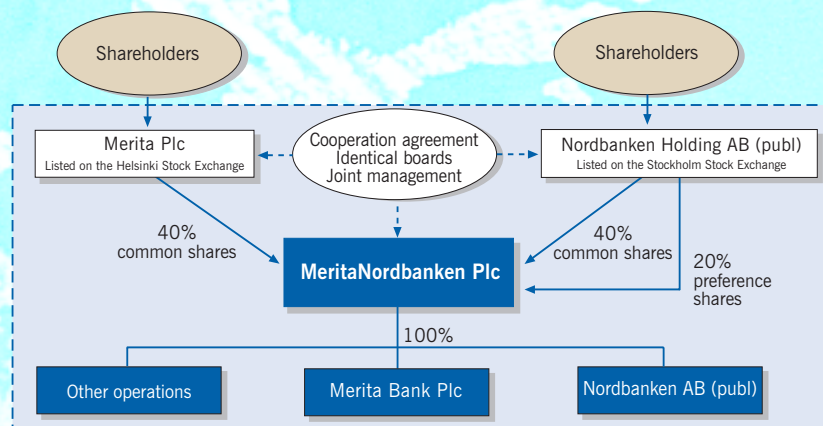 Shareholders
Shareholders
Merita Plc
Listed on the Helsinki Stock Exchange
Cooperation agreement
Identical boards
Joint management
Nordbanken Holding AB (publ)
Listed on the Stockholm Stock Exchange
40%
common shares
40%
common shares
20%
preference
shares
MeritaNordbanken Plc
100%
Other operations
Merita Bank Plc
Nordbanken AB (publ)